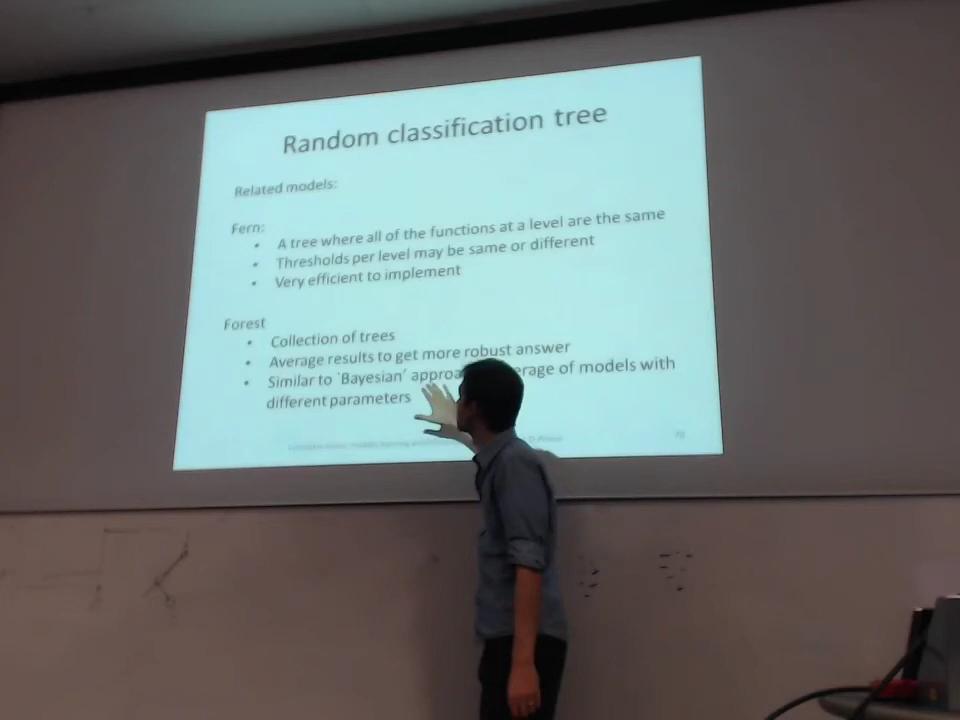 Random classification tree
Related models:
Fern:
• A tree where all of the functions at a level are the same
• Thresholds per level may be same or different
• Very efficient to implement
Forest
• Collection of trees
• Average results to get more robust answer
• Similar to `Bayesian' of models with
different parameters